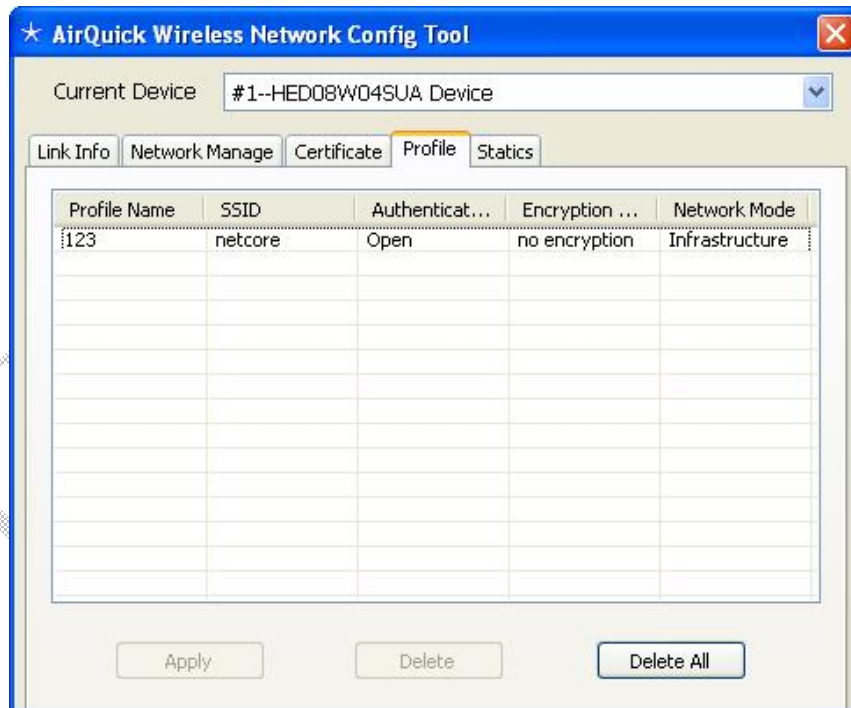 AirQuick Wireless Network Config Tool
Current Device #1--HED08W04SUA Device
Link Info Network Manage Certificate Profile Statics
Profile Name SSID Authenticat... Encryption ... Network Mode
123 netcore Open no encryption Infrastructure
Apply Delete Delete All